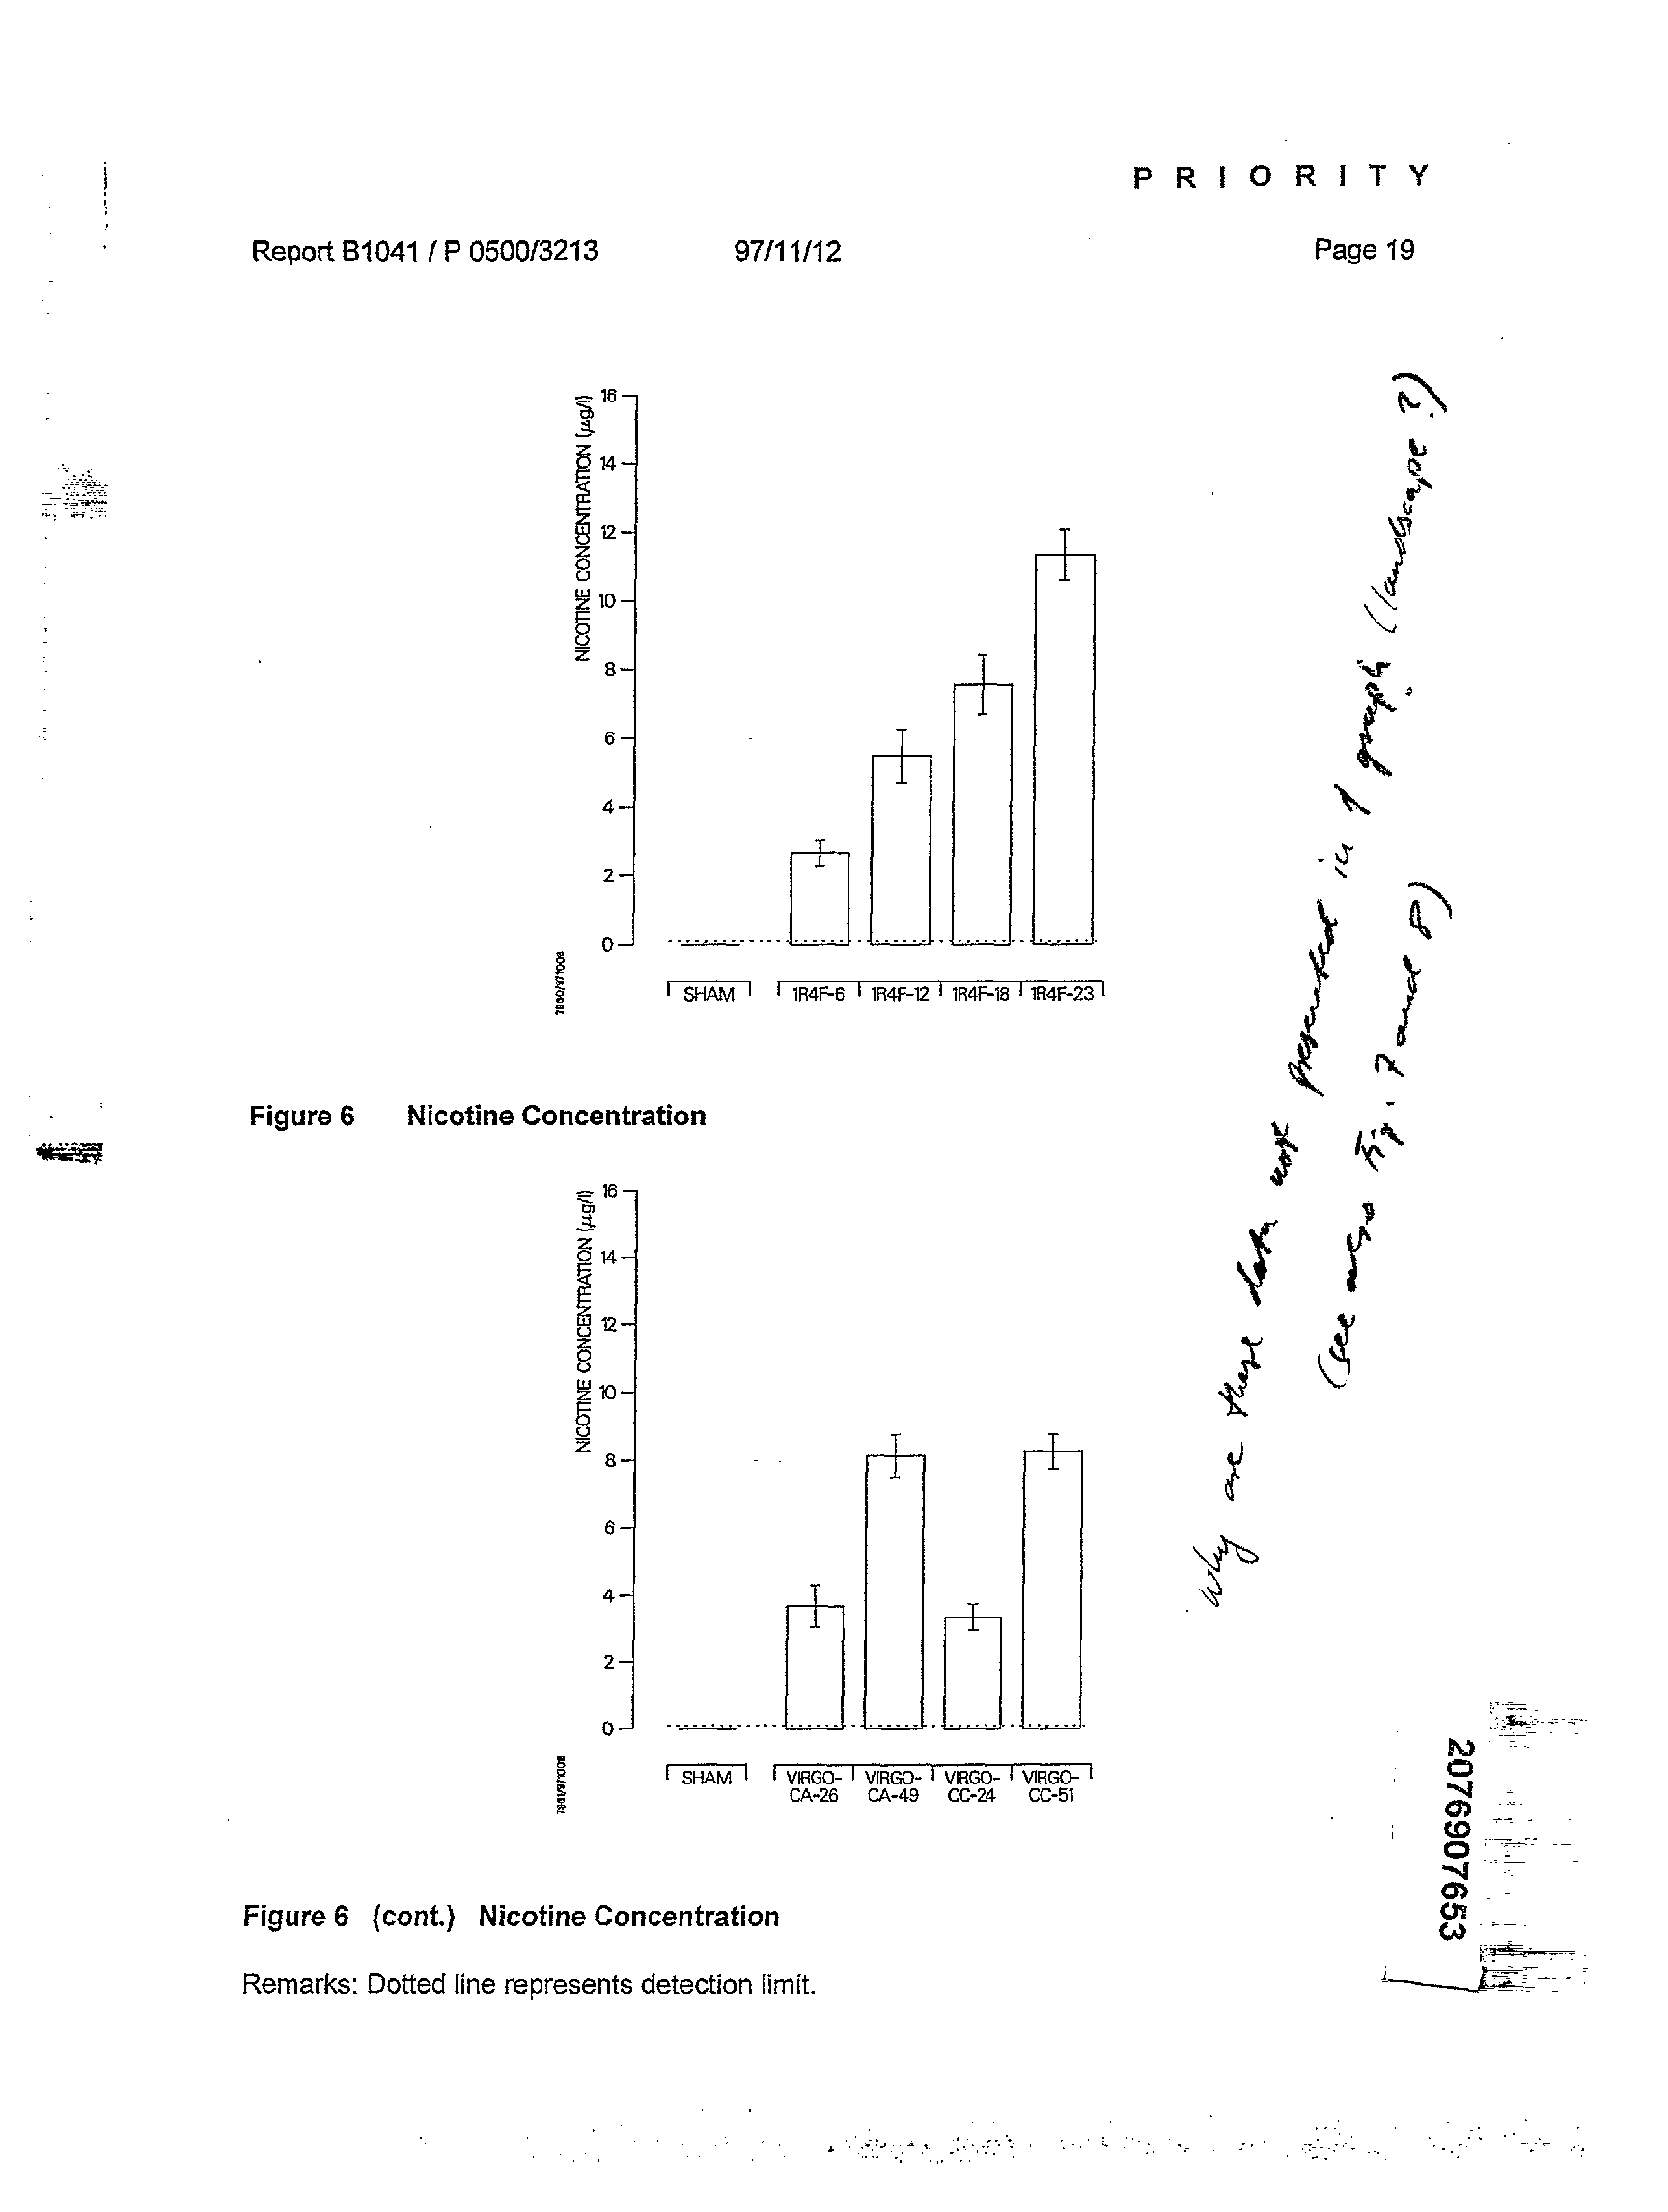 P R I O R I T Y
Report B1041 / P 0500/3213 97/11/12 Page 19
NICOTINE CONCENTRATION (µg/l)
16
14
12
10
8
6
4
2
0
SHAM 1R4F-6 1R4F-12 1R4F-18 1R4F-23
Figure 6 Nicotine Concentration
NICOTINE CONCENTRATION (µg/l)
16
14
12
10
8
6
4
2
0
SHAM VIRGO- VIRGO- VIRGO- VIRGO-
CA-26 CA-49 CC-24 CC-51
Figure 6 (cont.) Nicotine Concentration
Remarks: Dotted line represents detection limit.
Why are these data not presented in 1 graph (landscape?)
(see also Fig. 7 and 8)
2076907653